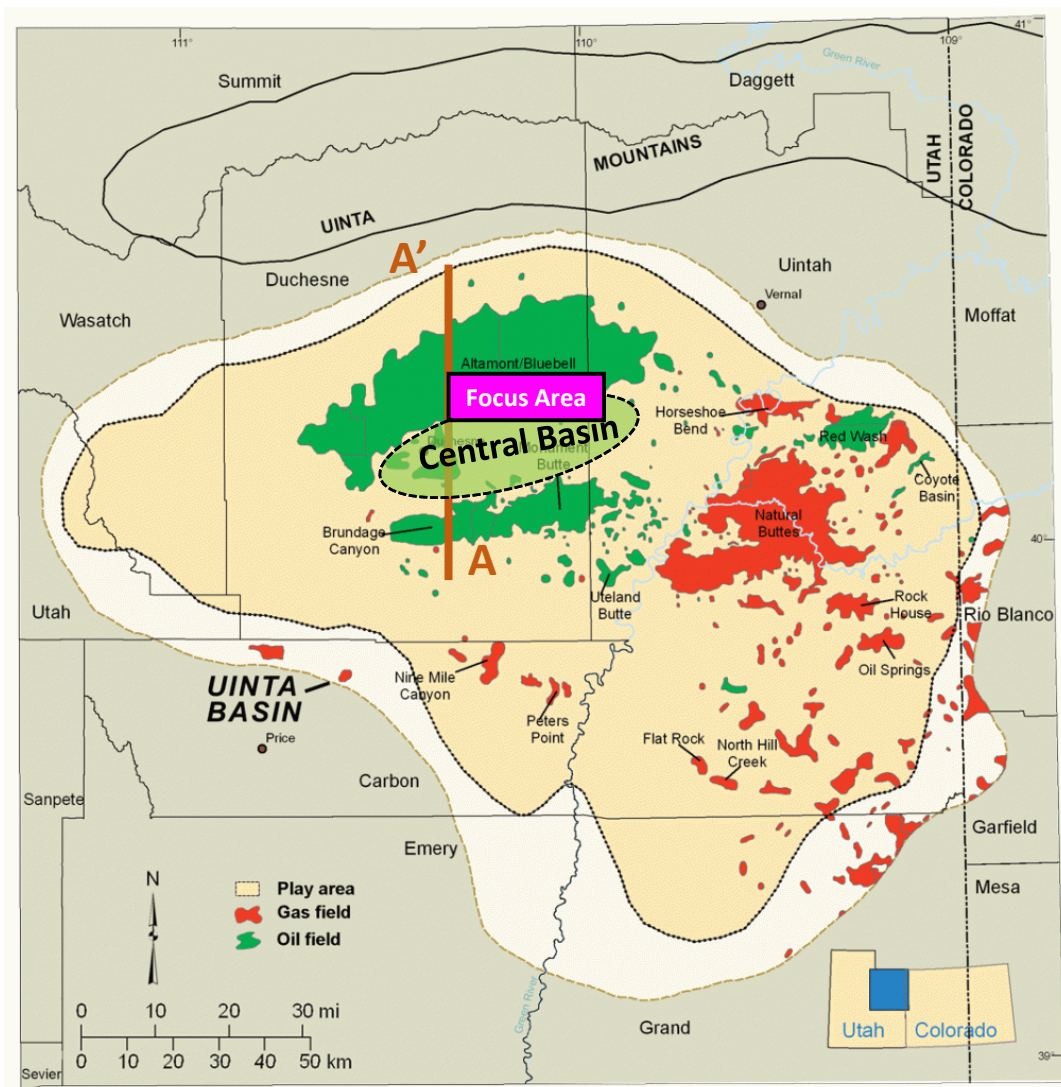 111°
110°
109°
41°
Green River
Summit
Daggett
MOUNTAINS
UTAH
COLORADO
UINTA
A’
Duchesne
Uintah
Vernal
Wasatch
Moffat
Altamont/Bluebell
Focus Area
Horseshoe
Bend
Red Wash
Duchesne
Central Basin
Monument
Butte
Coyote
Basin
Natural
Buttes
Brundage
Canyon
40°
A
Uteland
Butte
Rock
House
Utah
Rio Blanco
Oil Springs
Nine Mile
Canyon
UINTA
BASIN
Peters
Point
Price
Flat Rock
North Hill
Creek
Carbon
Sanpete
Garfield
Emery
Mesa
N
Play area
Gas field
Oil field
0 10 20 30 mi
0 10 20 30 40 50 km
Green River
Grand
Utah
Colorado
Sevier
39°